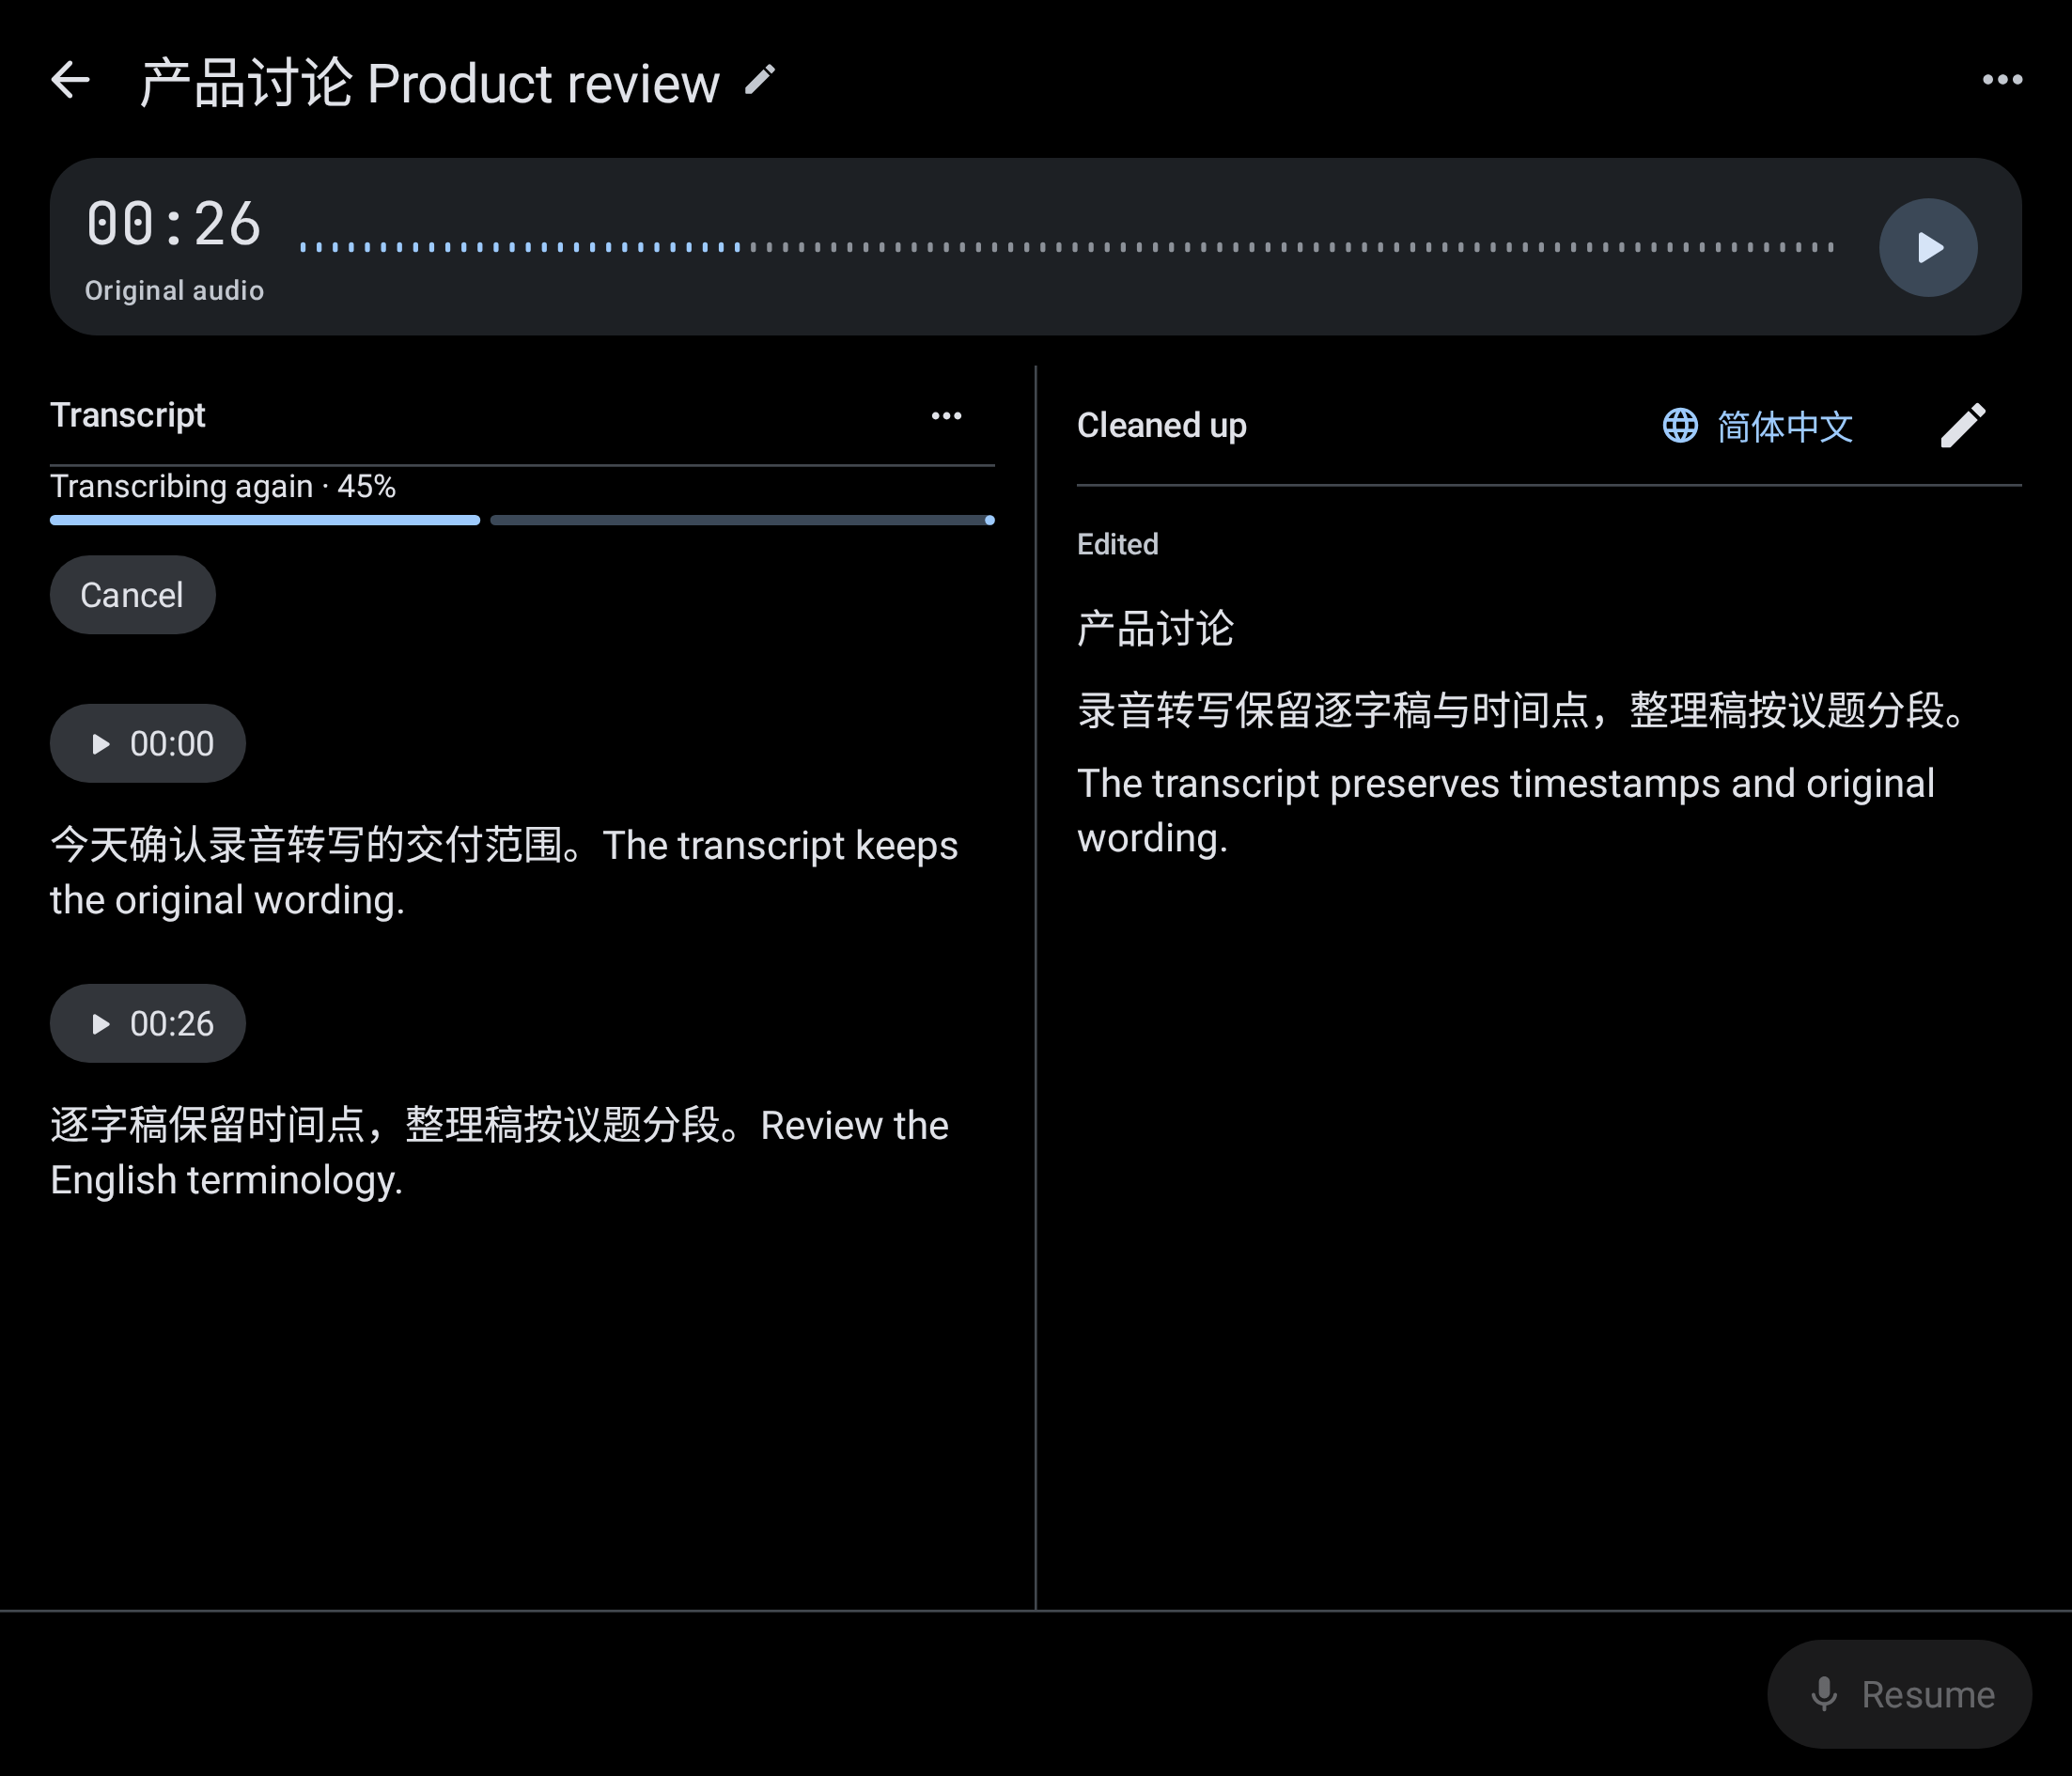 产品讨论 Product review
00:26
Original audio
Transcript
Transcribing again · 45%
Cancel
00:00
今天确认录音转写的交付范围。The transcript keeps
the original wording.
00:26
逐字稿保留时间点，整理稿按议题分段。Review the
English terminology.
Cleaned up
简体中文
Edited
产品讨论
录音转写保留逐字稿与时间点，整理稿按议题分段。
The transcript preserves timestamps and original
wording.
Resume